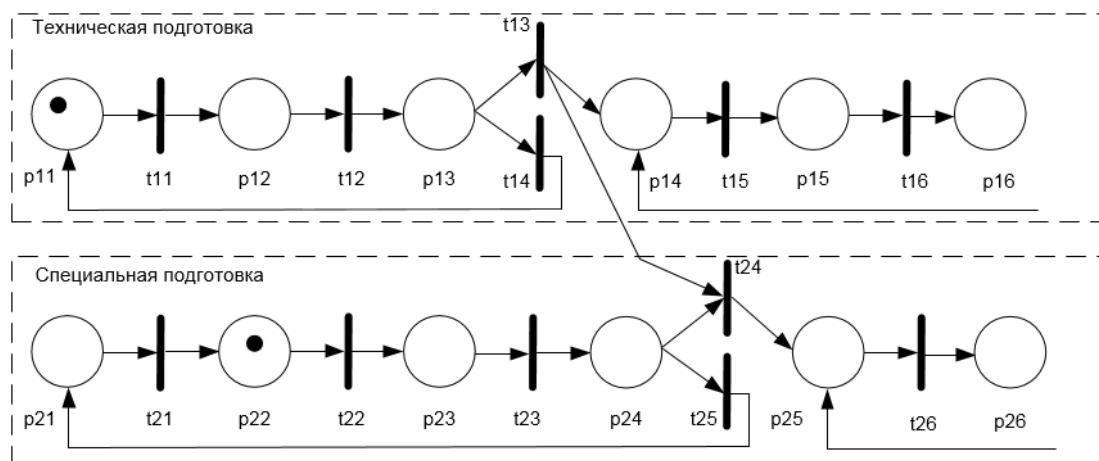 Техническая подготовка
t13
p11 t11 p12 t12 p13 t14 p14 t15 p15 t16 p16
Специальная подготовка
t24
p21 t21 p22 t22 p23 t23 p24 t25 p25 t26 p26